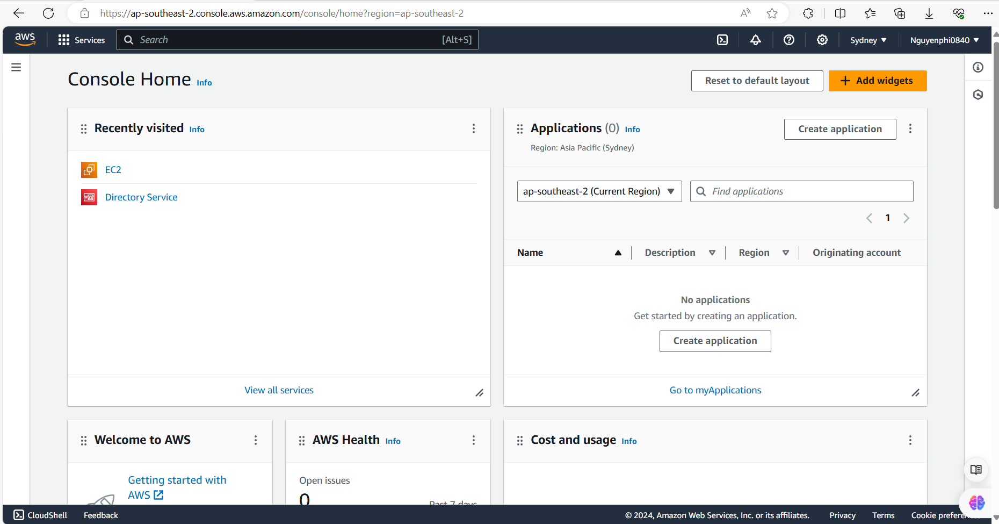 https://ap-southeast-2.console.aws.amazon.com/console/home?region=ap-southeast-2
aws
Services
Search
[Alt+S]
Sydney
Nguyenphi0840
Console Home Info
Reset to default layout
Add widgets
Recently visited Info
EC2
Directory Service
View all services
Applications (0) Info
Region: Asia Pacific (Sydney)
Create application
ap-southeast-2 (Current Region)
Find applications
1
Name
Description
Region
Originating account
No applications
Get started by creating an application.
Create application
Go to myApplications
Welcome to AWS
Getting started with
AWS
AWS Health Info
Open issues
0
Past 7 days
Cost and usage Info
CloudShell
Feedback
© 2024, Amazon Web Services, Inc. or its affiliates.
Privacy
Terms
Cookie prefere